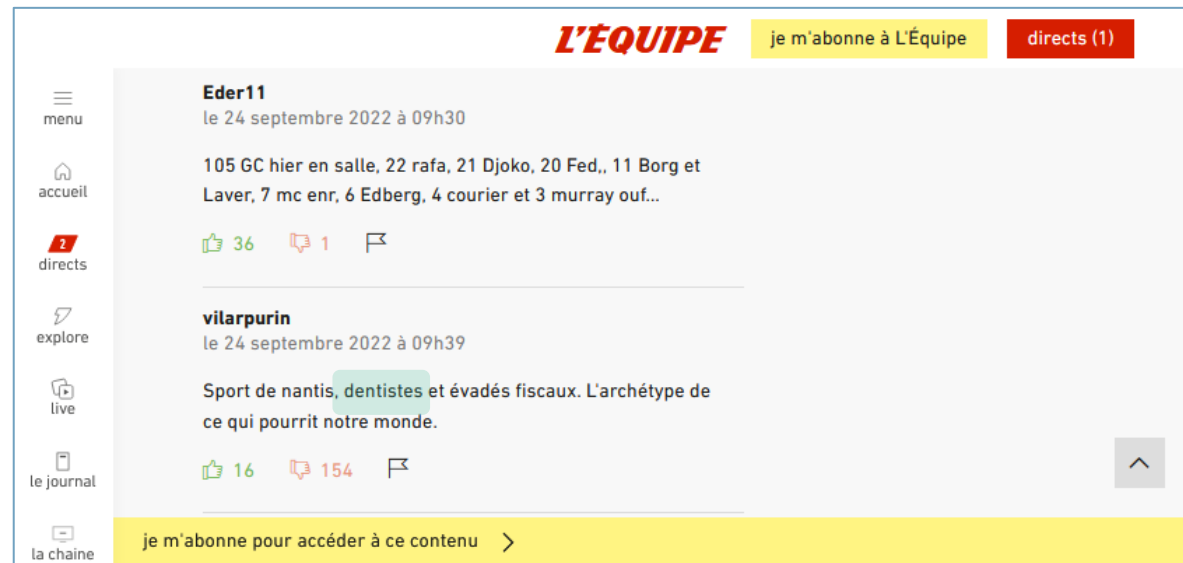 L'ÉQUIPE
je m'abonne à L'Équipe
directs (1)
menu
accueil
2
directs
explore
live
le journal
la chaine
Eder11
le 24 septembre 2022 à 09h30
105 GC hier en salle, 22 rafa, 21 Djoko, 20 Fed,, 11 Borg et
Laver, 7 mc enr, 6 Edberg, 4 courier et 3 murray ouf...
36 1
vilarpurin
le 24 septembre 2022 à 09h39
Sport de nantis, dentistes et évadés fiscaux. L'archétype de
ce qui pourrit notre monde.
16 154
je m'abonne pour accéder à ce contenu